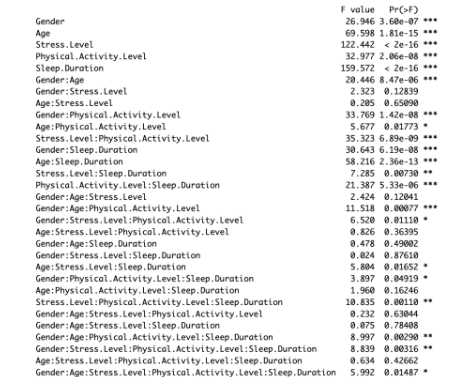 F value Pr(>F)
Gender 26.946 3.60e-07 ***
Age 69.598 1.81e-15 ***
Stress.Level 122.442 < 2e-16 ***
Physical.Activity.Level 32.977 2.06e-08 ***
Sleep.Duration 159.572 < 2e-16 ***
Gender:Age 20.446 8.47e-06 ***
Gender:Stress.Level 2.323 0.12839
Age:Stress.Level 0.205 0.65090
Gender:Physical.Activity.Level 33.769 1.42e-08 ***
Age:Physical.Activity.Level 5.677 0.01773 *
Stress.Level:Physical.Activity.Level 35.323 6.89e-09 ***
Gender:Sleep.Duration 30.643 6.19e-08 ***
Age:Sleep.Duration 58.216 2.36e-13 ***
Stress.Level:Sleep.Duration 7.285 0.00730 **
Physical.Activity.Level:Sleep.Duration 21.387 5.33e-06 ***
Gender:Age:Stress.Level 2.424 0.12041
Gender:Age:Physical.Activity.Level 11.518 0.00077 ***
Gender:Stress.Level:Physical.Activity.Level 6.520 0.01110 *
Age:Stress.Level:Physical.Activity.Level 0.826 0.36395
Gender:Age:Sleep.Duration 0.478 0.49002
Gender:Stress.Level:Sleep.Duration 0.024 0.87610
Age:Stress.Level:Sleep.Duration 5.804 0.01652 *
Gender:Physical.Activity.Level:Sleep.Duration 3.897 0.04919 *
Age:Physical.Activity.Level:Sleep.Duration 1.960 0.16246
Stress.Level:Physical.Activity.Level:Sleep.Duration 10.835 0.00110 **
Gender:Age:Stress.Level:Physical.Activity.Level 0.232 0.63044
Gender:Age:Stress.Level:Sleep.Duration 0.075 0.78408
Gender:Age:Physical.Activity.Level:Sleep.Duration 8.997 0.00290 **
Gender:Stress.Level:Physical.Activity.Level:Sleep.Duration 8.839 0.00316 **
Age:Stress.Level:Physical.Activity.Level:Sleep.Duration 0.634 0.42662
Gender:Age:Stress.Level:Physical.Activity.Level:Sleep.Duration 5.992 0.01487 *